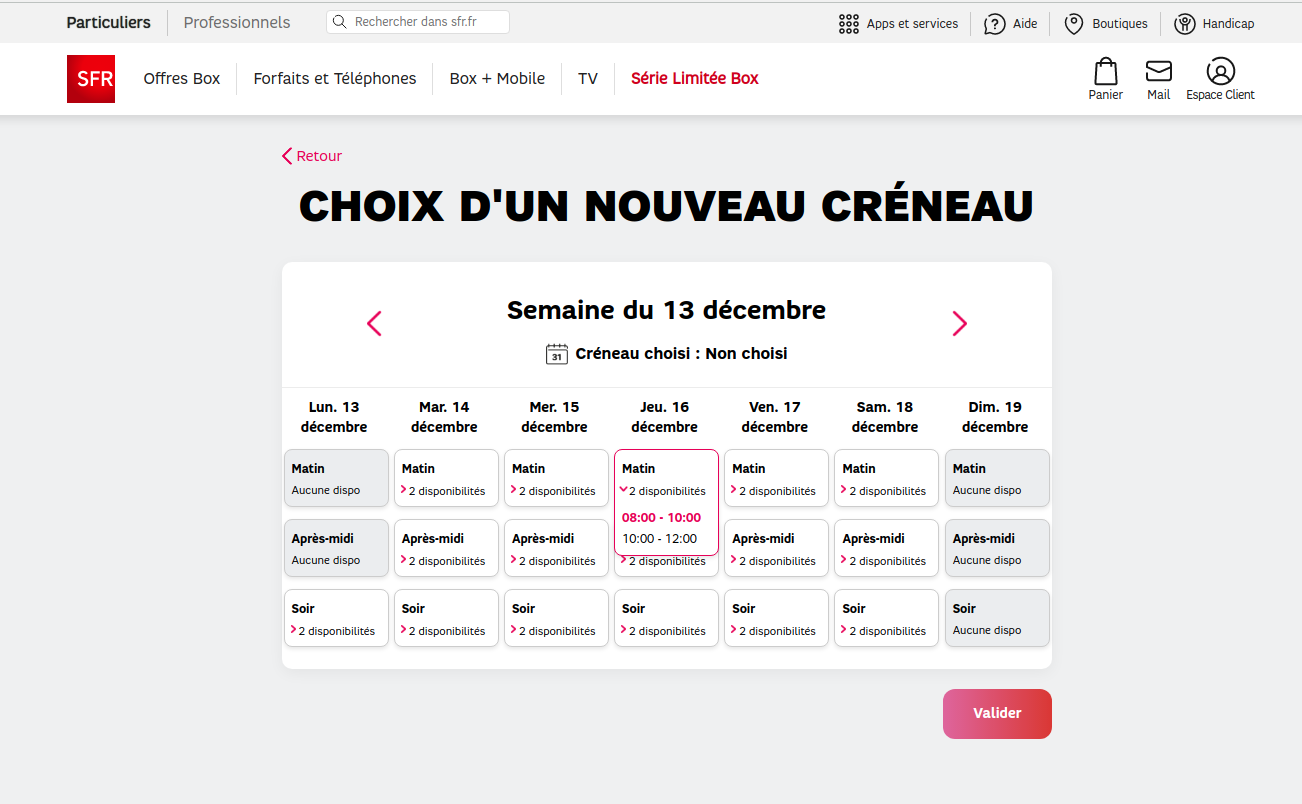 Particuliers
Professionnels
Rechercher dans sfr.fr
Apps et services
Aide
Boutiques
Handicap
SFR
Offres Box
Forfaits et Téléphones
Box + Mobile
TV
Série Limitée Box
Panier
Mail
Espace Client
Retour
CHOIX D'UN NOUVEAU CRÉNEAU
Semaine du 13 décembre
31
Créneau choisi : Non choisi
Lun. 13
décembre
Mar. 14
décembre
Mer. 15
décembre
Jeu. 16
décembre
Ven. 17
décembre
Sam. 18
décembre
Dim. 19
décembre
Matin
Aucune dispo
Matin
2 disponibilités
Matin
2 disponibilités
Matin
2 disponibilités
08:00 - 10:00
10:00 - 12:00
Matin
2 disponibilités
Matin
2 disponibilités
Matin
Aucune dispo
Après-midi
Aucune dispo
Après-midi
2 disponibilités
Après-midi
2 disponibilités
2 disponibilités
Après-midi
2 disponibilités
Après-midi
2 disponibilités
Après-midi
Aucune dispo
Soir
2 disponibilités
Soir
2 disponibilités
Soir
2 disponibilités
Soir
2 disponibilités
Soir
2 disponibilités
Soir
2 disponibilités
Soir
Aucune dispo
Valider